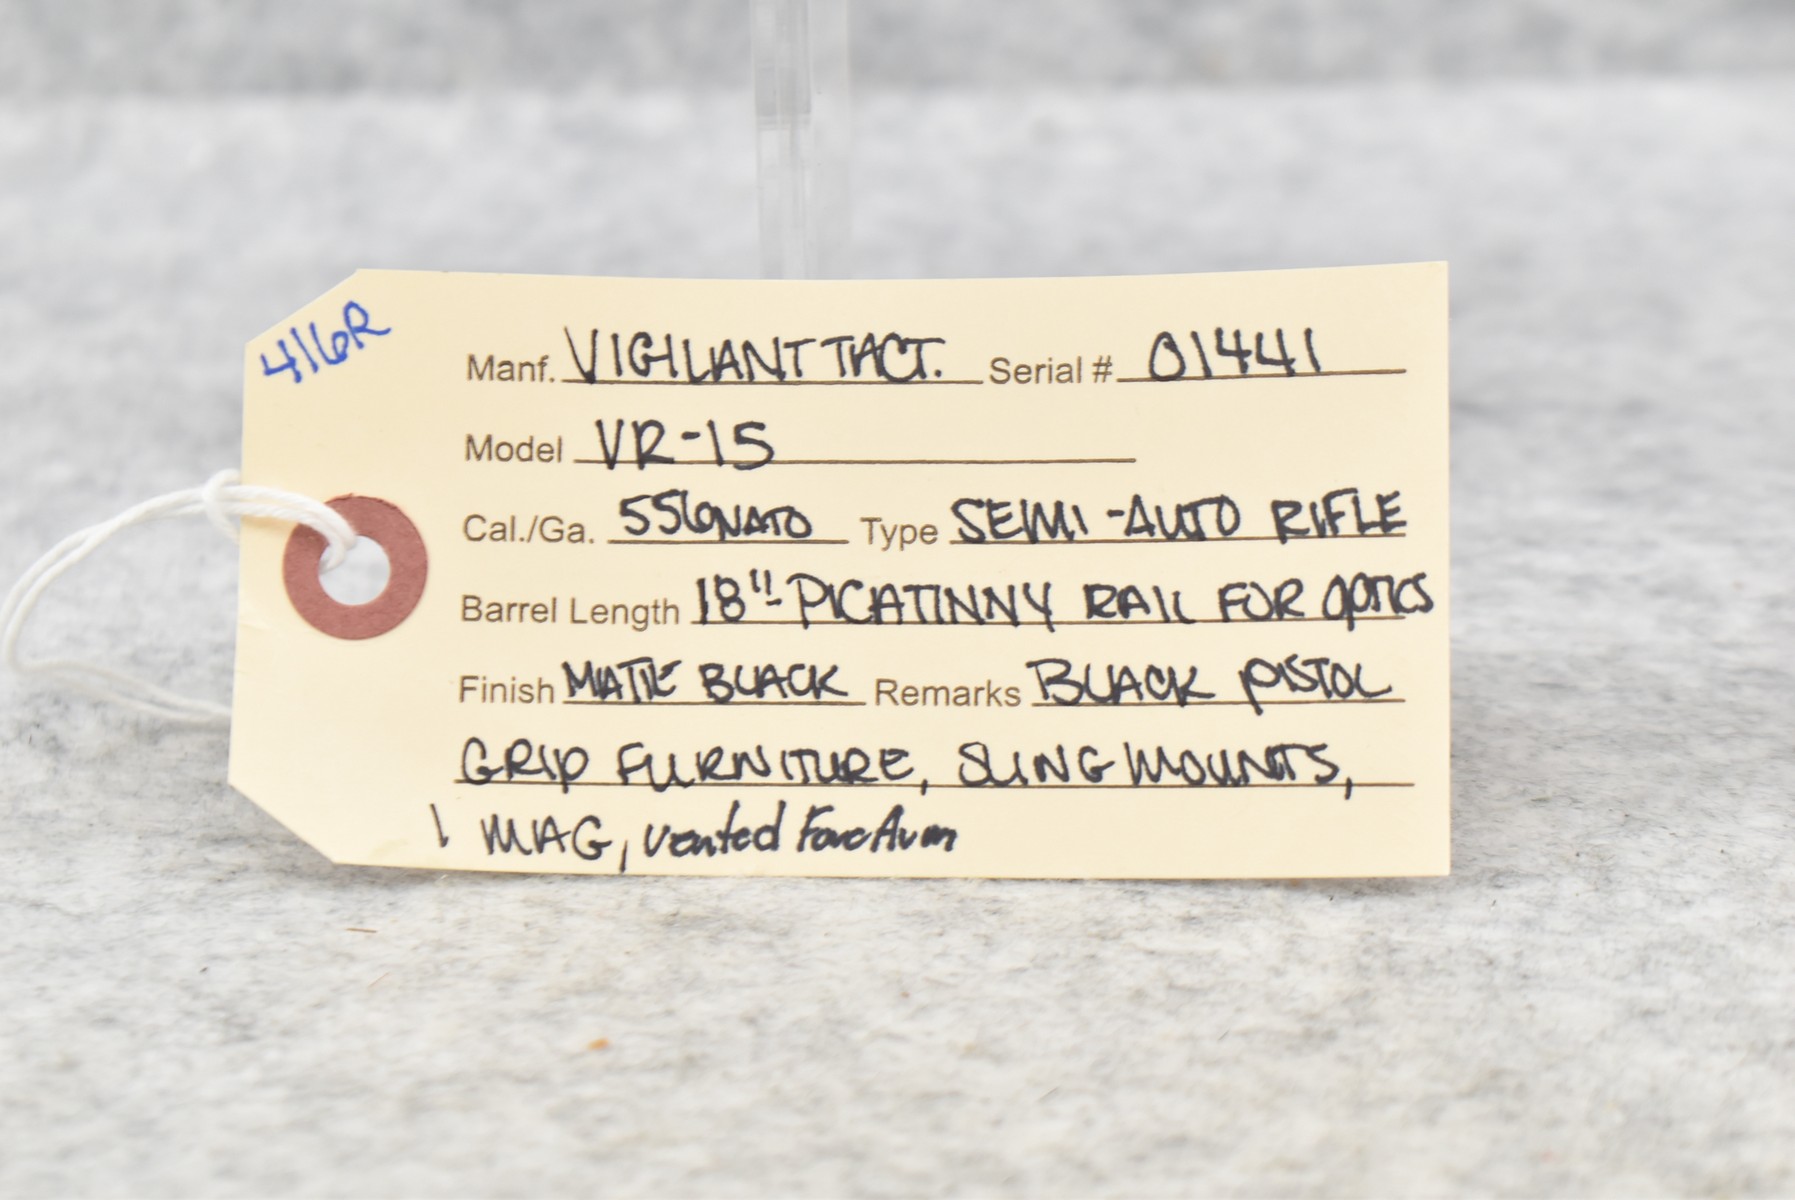 416R
Manf. VIGILANT TACT. Serial # 01441
Model VR-15
Cal./Ga. 556NATO Type SEMI-AUTO RIFLE
Barrel Length 18"- PICATINNY RAIL FOR OPTICS
Finish MATTE BLACK Remarks BLACK PISTOL
GRIP FURNITURE, SLING MOUNTS,
1 MAG, vented ForeArm